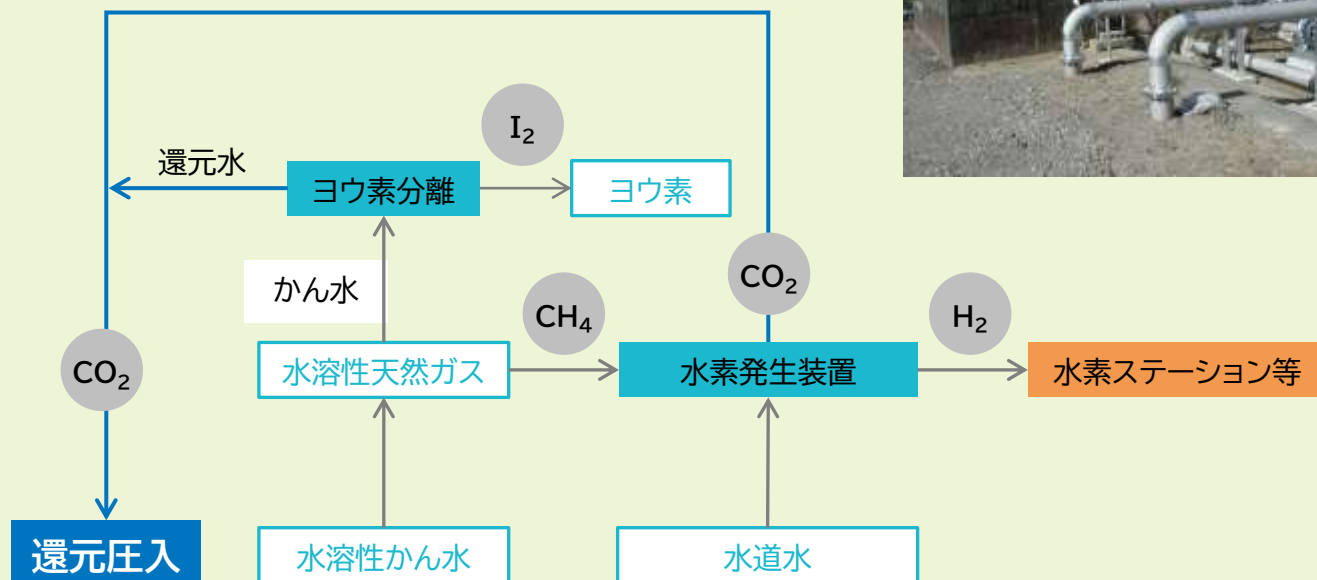 I₂
還元水
ヨウ素分離
ヨウ素
かん水
CO₂
CH₄
H₂
CO₂
水溶性天然ガス
水素発生装置
水素ステーション等
還元圧入
水溶性かん水
水道水